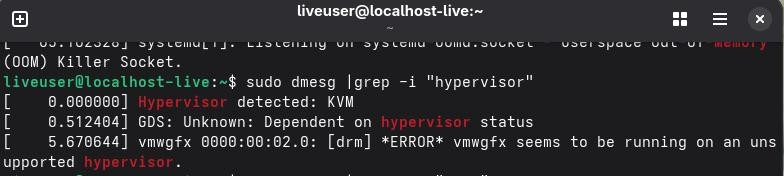 liveuser@localhost-live:~
~
[   65.102328] systemd[1]: Listening on systemd-oomd.socket - Userspace Out-Of-Memory
(OOM) Killer Socket.
liveuser@localhost-live:~$ sudo dmesg |grep -i "hypervisor"
[    0.000000] Hypervisor detected: KVM
[    0.512404] GDS: Unknown: Dependent on hypervisor status
[    5.670644] vmwgfx 0000:00:02.0: [drm] *ERROR* vmwgfx seems to be running on an uns
upported hypervisor.